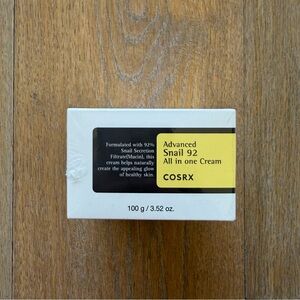 Formulated with 92%
Snail Secretion
Filtrate(Mucin), this
cream helps naturally
create the appealing glow
of healthy skin.
Advanced
Snail 92
All in one Cream
COSRX
100 g / 3.52 oz.